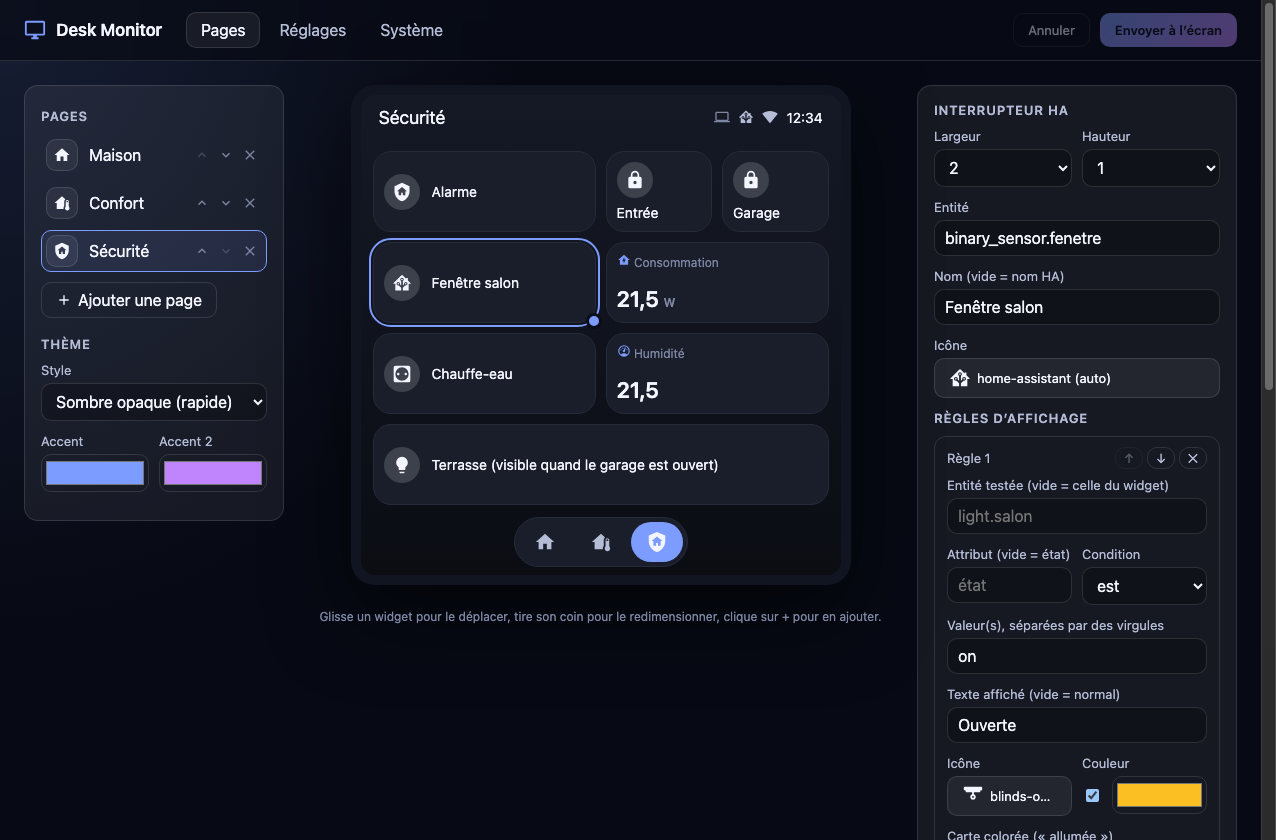 Desk Monitor
Pages
Réglages
Système
Annuler
Envoyer à l'écran
PAGES
Maison
Confort
Sécurité
+ Ajouter une page
THÈME
Style
Sombre opaque (rapide)
Accent
Accent 2
Sécurité
12:34
Alarme
Entrée
Garage
Fenêtre salon
Consommation
21,5 W
Chauffe-eau
Humidité
21,5
Terrasse (visible quand le garage est ouvert)
Glisse un widget pour le déplacer, tire son coin pour le redimensionner, clique sur + pour en ajouter.
INTERRUPTEUR HA
Largeur
Hauteur
2
1
Entité
binary_sensor.fenetre
Nom (vide = nom HA)
Fenêtre salon
Icône
home-assistant (auto)
RÈGLES D'AFFICHAGE
Règle 1
Entité testée (vide = celle du widget)
light.salon
Attribut (vide = état)
Condition
état
est
Valeur(s), séparées par des virgules
on
Texte affiché (vide = normal)
Ouverte
Icône
Couleur
blinds-o...
Carte colorée (« allumée »)